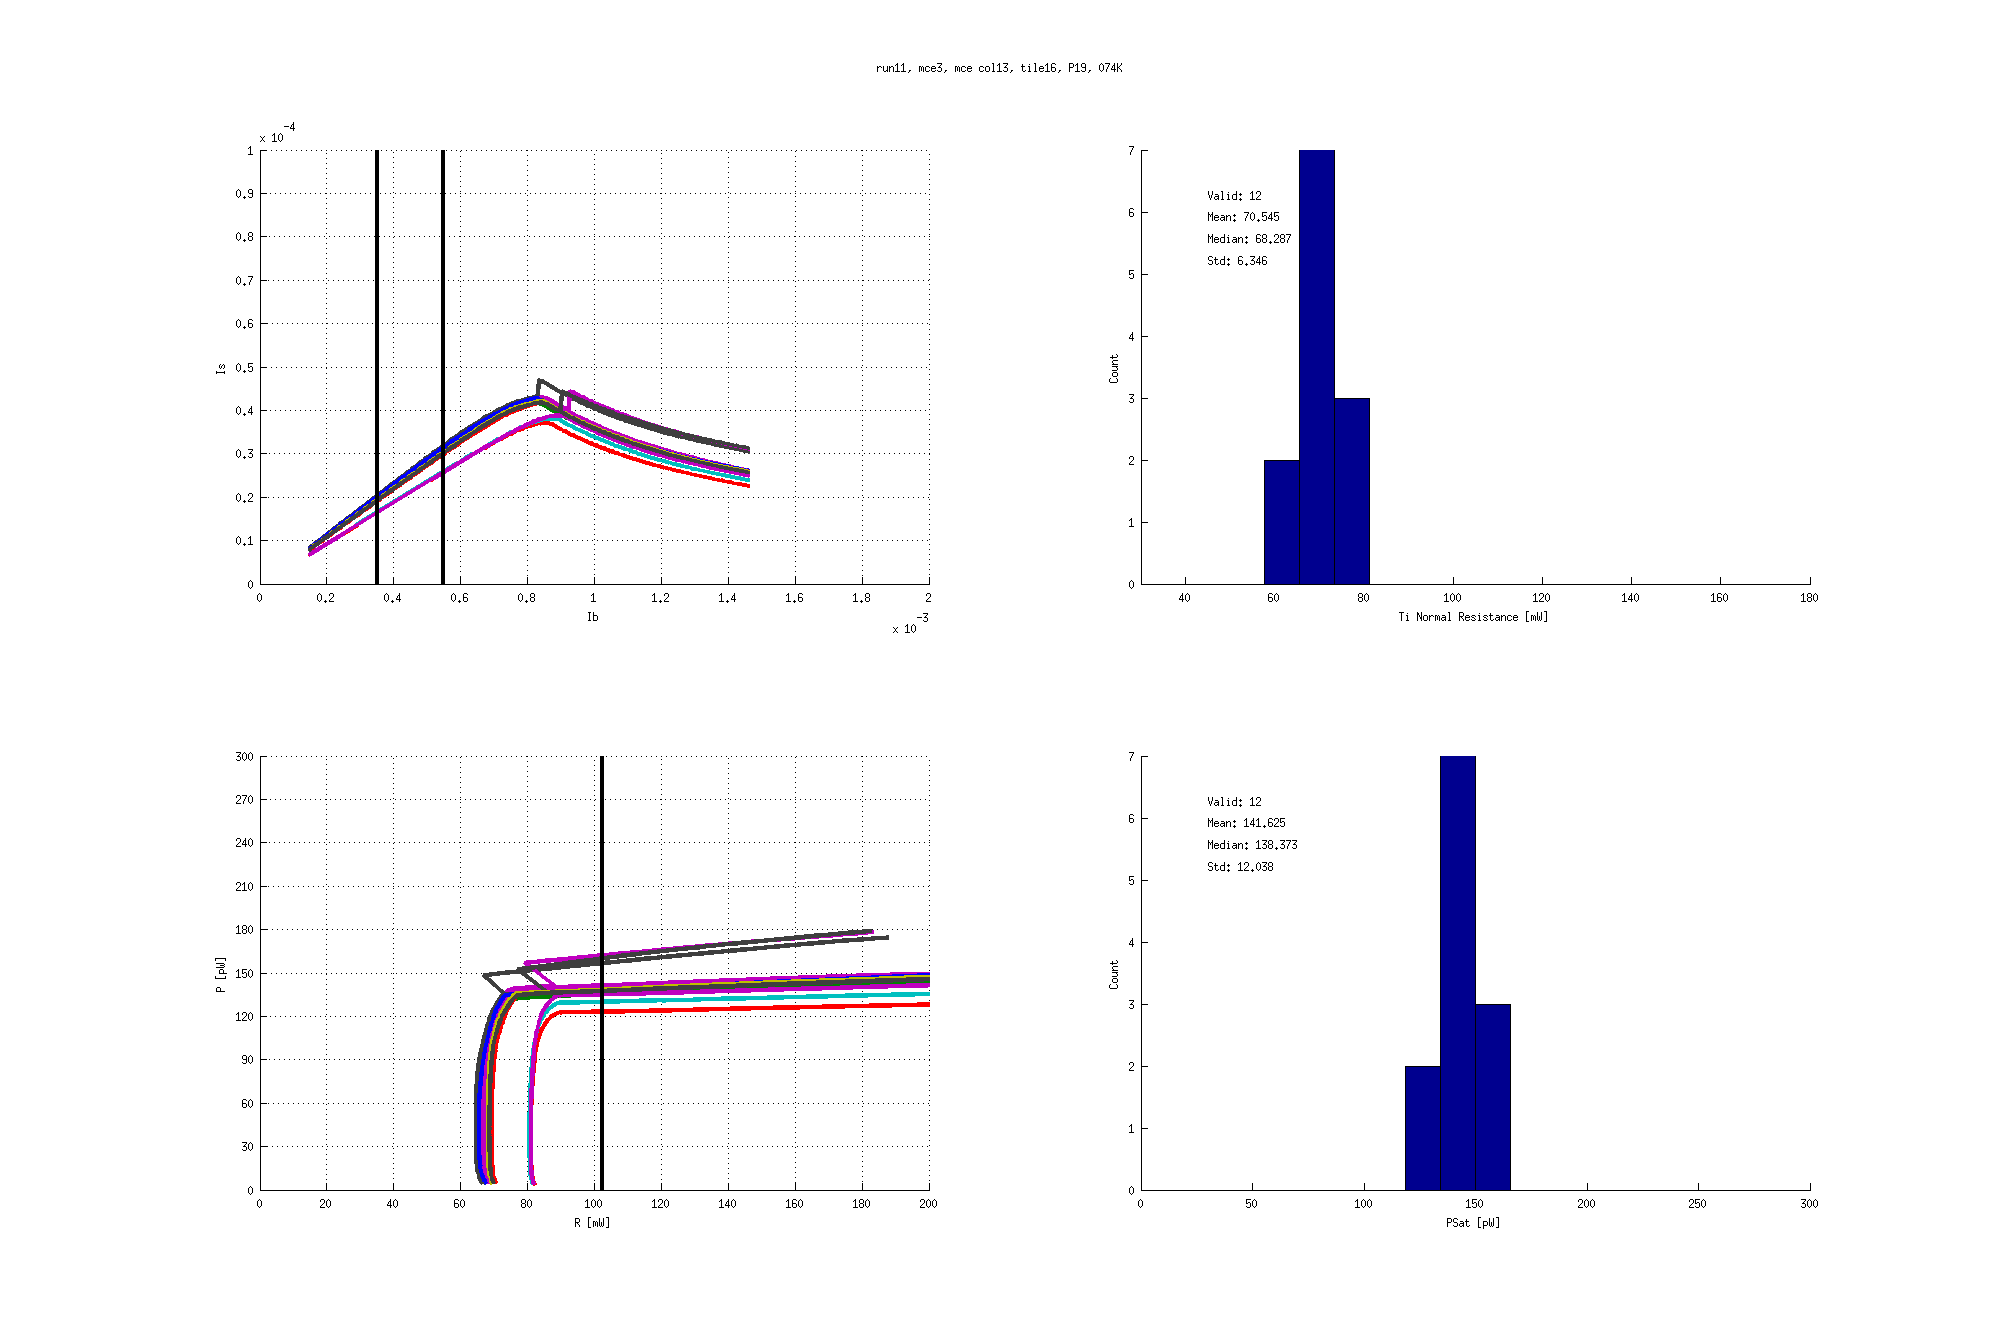 run11, mce3, mce col13, tile16, P19, 074K
x 10^-4
1
0.9
0.8
0.7
0.6
0.5
0.4
0.3
0.2
0.1
0
Is
0 0.2 0.4 0.6 0.8 1 1.2 1.4 1.6 1.8 2
Ib
x 10^-3
7
6
5
4
3
2
1
0
Count
Valid: 12
Mean: 70.545
Median: 68.287
Std: 6.346
40 60 80 100 120 140 160 180
Ti Normal Resistance [mW]
300
270
240
210
180
150
120
90
60
30
0
P [pW]
0 20 40 60 80 100 120 140 160 180 200
R [mW]
7
6
5
4
3
2
1
0
Count
Valid: 12
Mean: 141.625
Median: 138.373
Std: 12.038
0 50 100 150 200 250 300
PSat [pW]